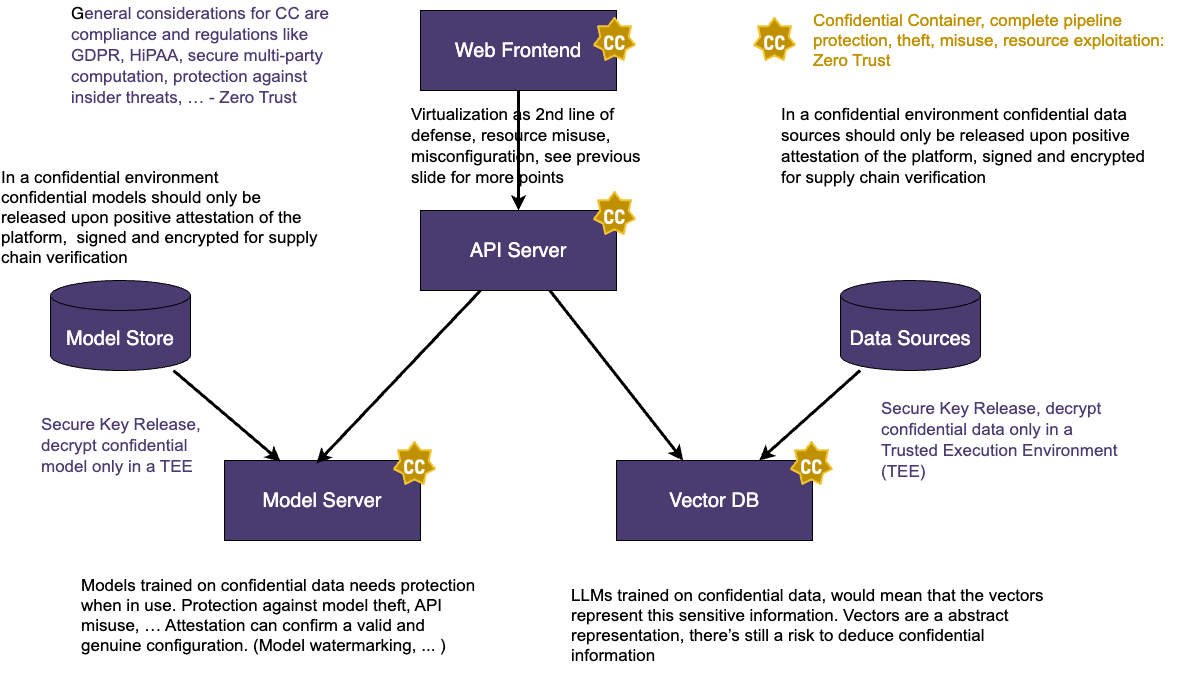 General considerations for CC are
compliance and regulations like
GDPR, HiPAA, secure multi-party
computation, protection against
insider threats, … - Zero Trust
Web Frontend
CC
CC
Confidential Container, complete pipeline
protection, theft, misuse, resource exploitation:
Zero Trust
Virtualization as 2nd line of
defense, resource misuse,
misconfiguration, see previous
slide for more points
In a confidential environment confidential data
sources should only be released upon positive
attestation of the platform, signed and encrypted
for supply chain verification
In a confidential environment
confidential models should only be
released upon positive attestation of the
platform,  signed and encrypted for supply
chain verification
API Server
CC
Model Store
Data Sources
Secure Key Release,
decrypt confidential
model only in a TEE
Secure Key Release, decrypt
confidential data only in a
Trusted Execution Environment
(TEE)
Model Server
CC
Vector DB
CC
Models trained on confidential data needs protection
when in use. Protection against model theft, API
misuse, … Attestation can confirm a valid and
genuine configuration. (Model watermarking, ... )
LLMs trained on confidential data, would mean that the vectors
represent this sensitive information. Vectors are a abstract
representation, there’s still a risk to deduce confidential
information